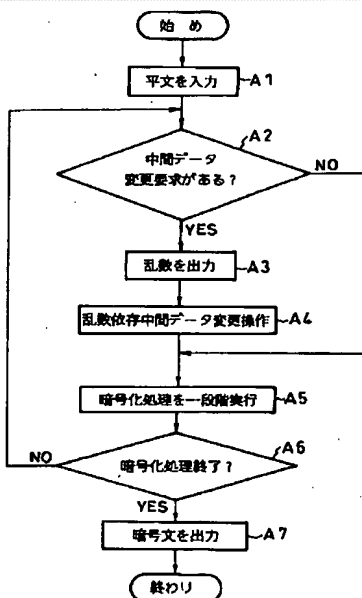 始め
平文を入力 A1
A2
中間データ
変更要求がある？
NO
YES
乱数を出力 A3
乱数依存中間データ変更操作 A4
暗号化処理を一段階実行 A5
A6
暗号化処理終了？
NO
YES
暗号文を出力 A7
終わり